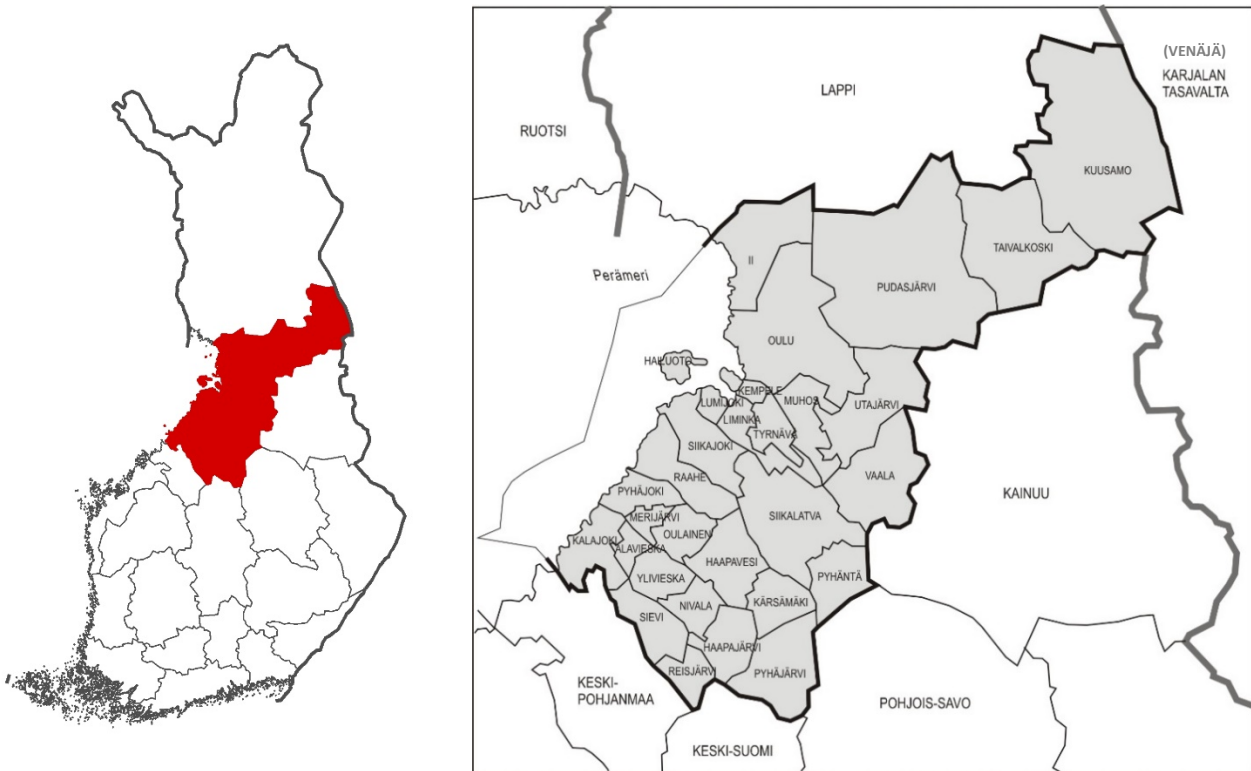 (VENÄJÄ)
KARJALAN
TASAVALTA
LAPPI
RUOTSI
KUUSAMO
TAIVALKOSKI
II
Perämeri
PUDASJÄRVI
OULU
HAILUOTO
KEMPELE
MUHOS
LUMIJOKI
UTAJÄRVI
LIMINKA
TYRNÄVÄ
SIIKAJOKI
RAAHE
VAALA
PYHÄJOKI
KAINUU
MERIJÄRVI
SIIKALATVA
OULAINEN
KALAJOKI
ALAVIESKA
HAAPAVESI
PYHÄNTÄ
YLIVIESKA
KÄRSÄMÄKI
NIVALA
SIEVI
HAAPAJÄRVI
REISJÄRVI
PYHÄJÄRVI
KESKI-
POHJANMAA
POHJOIS-SAVO
KESKI-SUOMI